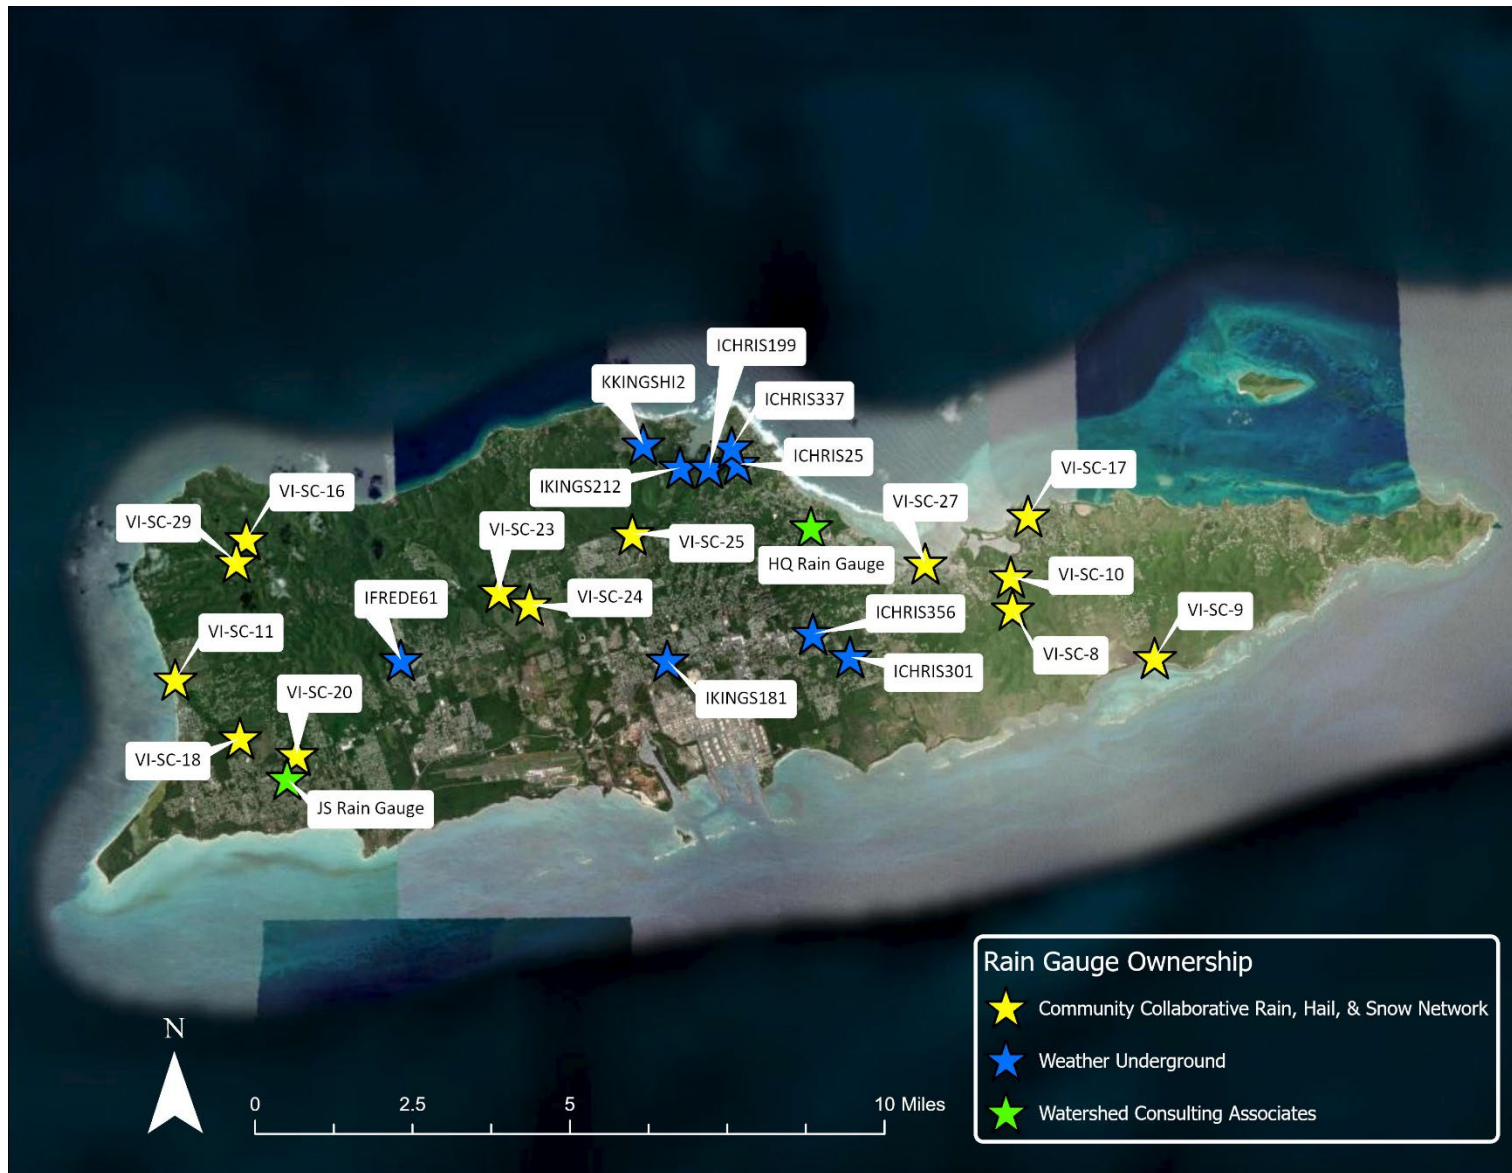 ICHRIS199
KKINGSHI2
ICHRIS337
ICHRIS25
IKINGS212
VI-SC-16
VI-SC-29
VI-SC-23
VI-SC-25
HQ Rain Gauge
VI-SC-27
VI-SC-17
VI-SC-10
IFREDE61
VI-SC-24
ICHRIS356
VI-SC-11
VI-SC-8
VI-SC-9
ICHRIS301
VI-SC-20
IKINGS181
VI-SC-18
JS Rain Gauge
Rain Gauge Ownership
Community Collaborative Rain, Hail, & Snow Network
Weather Underground
Watershed Consulting Associates
N
0 2.5 5 10 Miles